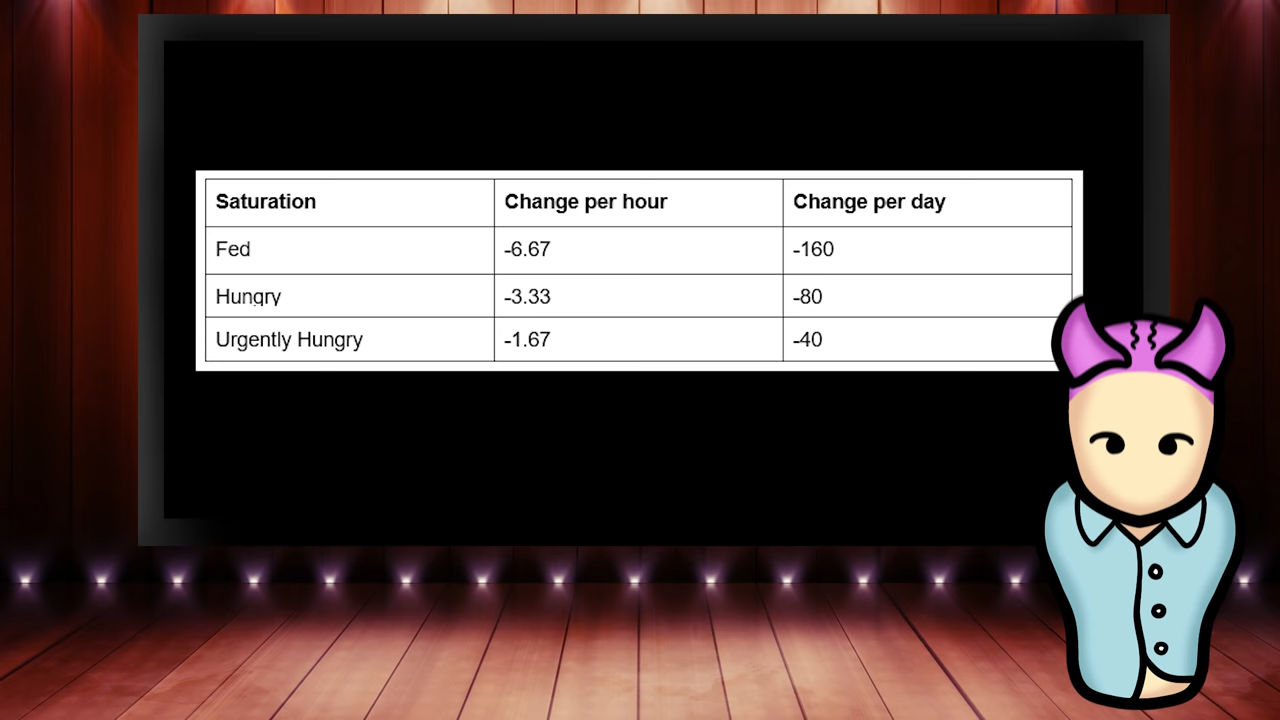 Saturation Change per hour Change per day
Fed -6.67 -160
Hungry -3.33 -80
Urgently Hungry -1.67 -40